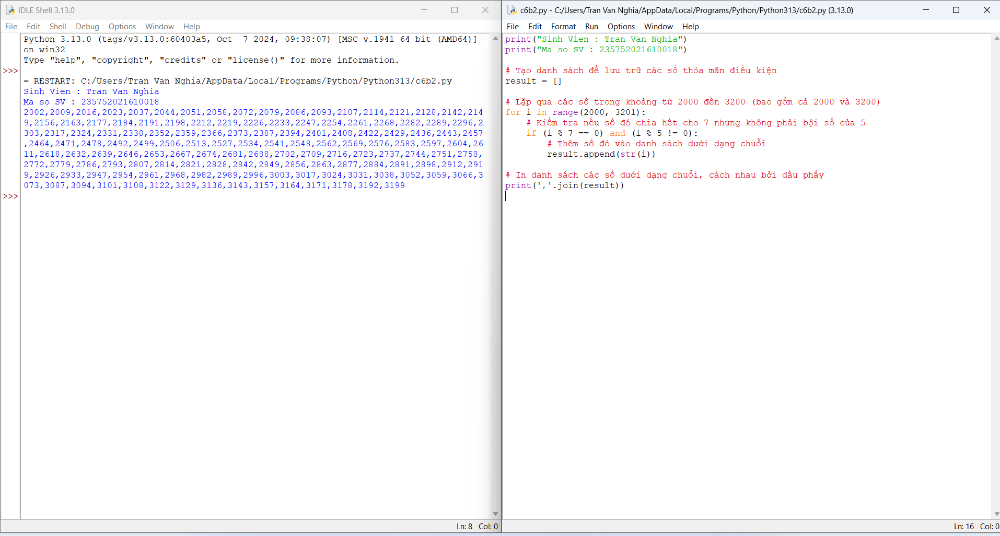 IDLE Shell 3.13.0
File Edit Shell Debug Options Window Help
Python 3.13.0 (tags/v3.13.0:60403a5, Oct  7 2024, 09:38:07) [MSC v.1941 64 bit (AMD64)]
on win32
Type "help", "copyright", "credits" or "license()" for more information.
>>>
= RESTART: C:/Users/Tran Van Nghia/AppData/Local/Programs/Python/Python313/c6b2.py
Sinh Vien : Tran Van Nghia
Ma so SV : 235752021610018
2002,2009,2016,2023,2037,2044,2051,2058,2072,2079,2086,2093,2107,2114,2121,2128,2142,214
9,2156,2163,2177,2184,2191,2198,2212,2219,2226,2233,2247,2254,2261,2268,2282,2289,2296,2
303,2317,2324,2331,2338,2352,2359,2366,2373,2387,2394,2401,2408,2422,2429,2436,2443,2457
,2464,2471,2478,2492,2499,2506,2513,2527,2534,2541,2548,2562,2569,2576,2583,2597,2604,26
11,2618,2632,2639,2646,2653,2667,2674,2681,2688,2702,2709,2716,2723,2737,2744,2751,2758,
2772,2779,2786,2793,2807,2814,2821,2828,2842,2849,2856,2863,2877,2884,2891,2898,2912,291
9,2926,2933,2947,2954,2961,2968,2982,2989,2996,3003,3017,3024,3031,3038,3052,3059,3066,3
073,3087,3094,3101,3108,3122,3129,3136,3143,3157,3164,3171,3178,3192,3199
>>>
Ln: 8 Col: 0
c6b2.py - C:/Users/Tran Van Nghia/AppData/Local/Programs/Python/Python313/c6b2.py (3.13.0)
File Edit Format Run Options Window Help
print("Sinh Vien : Tran Van Nghia")
print("Ma so SV : 235752021610018")
# Tạo danh sách để lưu trữ các số thỏa mãn điều kiện
result = []
# Lặp qua các số trong khoảng từ 2000 đến 3200 (bao gồm cả 2000 và 3200)
for i in range(2000, 3201):
    # Kiểm tra nếu số đó chia hết cho 7 nhưng không phải bội số của 5
    if (i % 7 == 0) and (i % 5 != 0):
        # Thêm số đó vào danh sách dưới dạng chuỗi
        result.append(str(i))
# In danh sách các số dưới dạng chuỗi, cách nhau bởi dấu phẩy
print(','.join(result))
Ln: 16 Col: 0